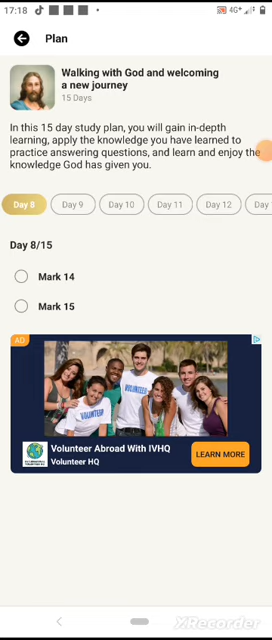 17:18
4G+
Plan
Walking with God and welcoming
a new journey
15 Days
In this 15 day study plan, you will gain in-depth
learning, apply the knowledge you have learned to
practice answering questions, and learn and enjoy the
knowledge God has given you.
Day 8 Day 9 Day 10 Day 11 Day 12 Day
Day 8/15
Mark 14
Mark 15
AD
VOLUNTEER
VOLUNTEER
Volunteer Abroad With IVHQ
Volunteer HQ
LEARN MORE
XRecorder